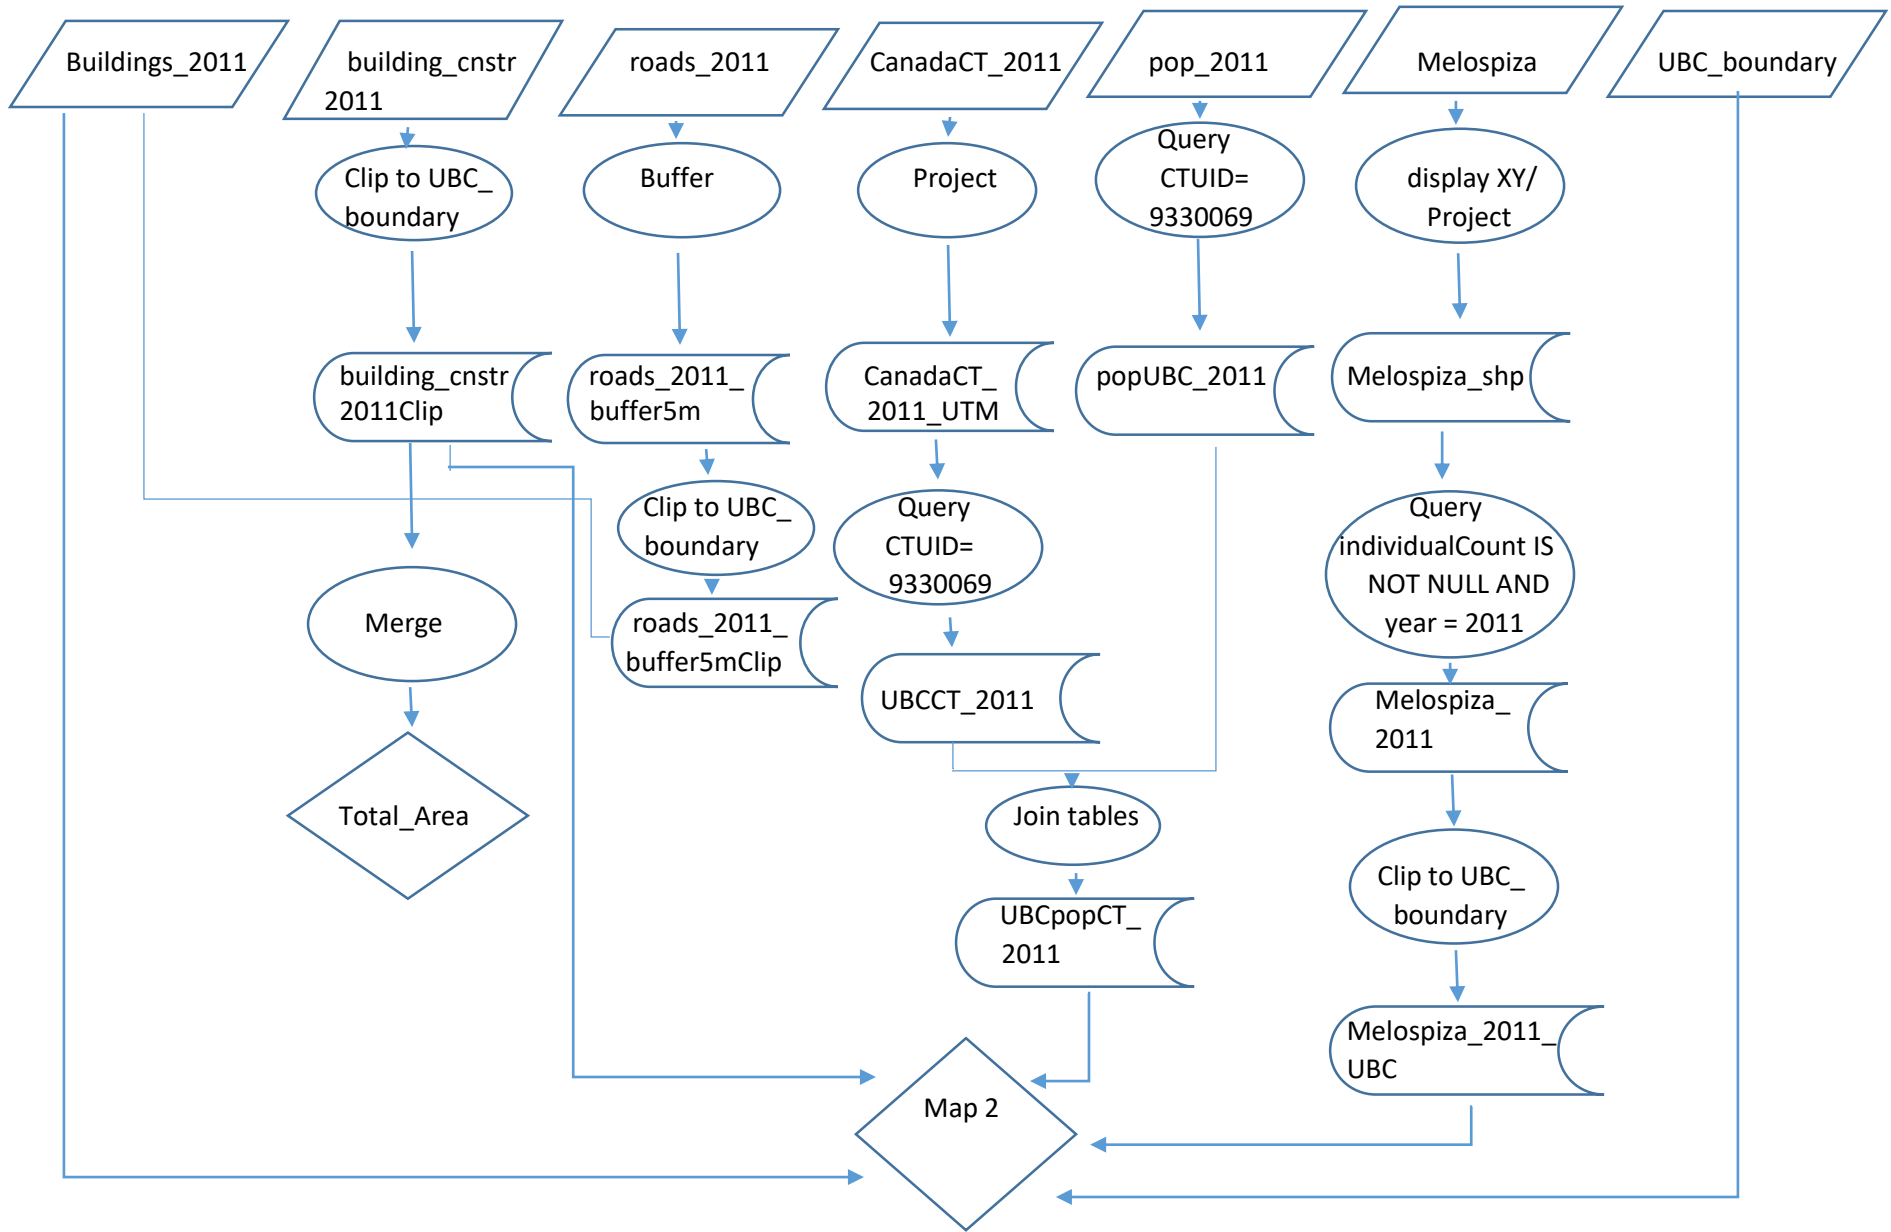 Buildings_2011
building_cnstr
2011
roads_2011
CanadaCT_2011
pop_2011
Melospiza
UBC_boundary
Clip to UBC_
boundary
Buffer
Project
Query
CTUID=
9330069
display XY/
Project
building_cnstr
2011Clip
roads_2011_
buffer5m
CanadaCT_
2011_UTM
popUBC_2011
Melospiza_shp
Clip to UBC_
boundary
Query
CTUID=
9330069
Query
individualCount IS
NOT NULL AND
year = 2011
Merge
roads_2011_
buffer5mClip
UBCCT_2011
Melospiza_
2011
Total_Area
Join tables
Clip to UBC_
boundary
UBCpopCT_
2011
Melospiza_2011_
UBC
Map 2